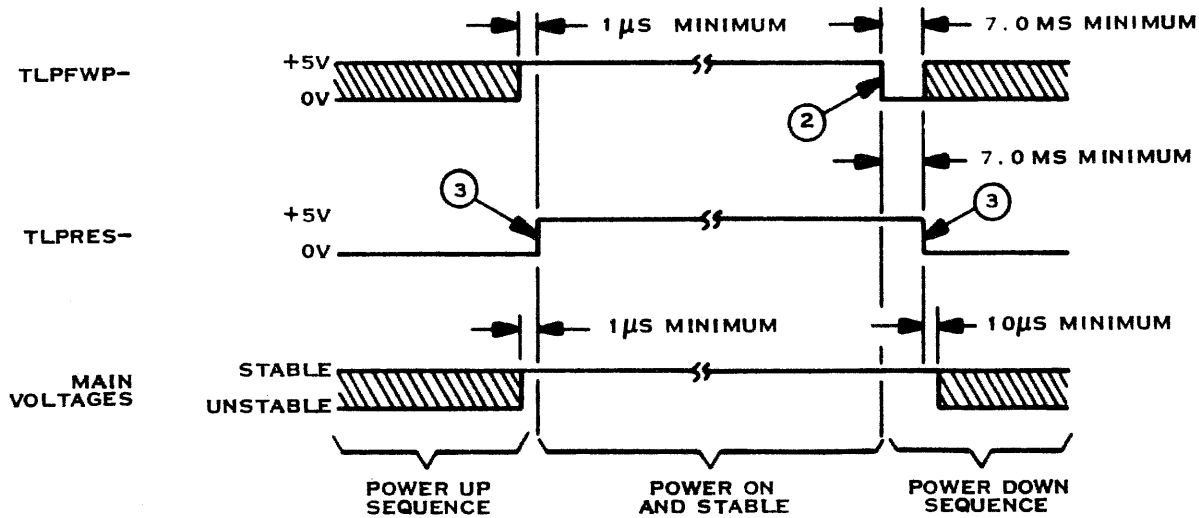 1μS MINIMUM
7.0MS MINIMUM
TLPFWP-
+5V
0V
2
7.0MS MINIMUM
3
3
TLPRES-
+5V
0V
1μS MINIMUM
10μS MINIMUM
MAIN
VOLTAGES
STABLE
UNSTABLE
POWER UP
SEQUENCE
POWER ON
AND STABLE
POWER DOWN
SEQUENCE